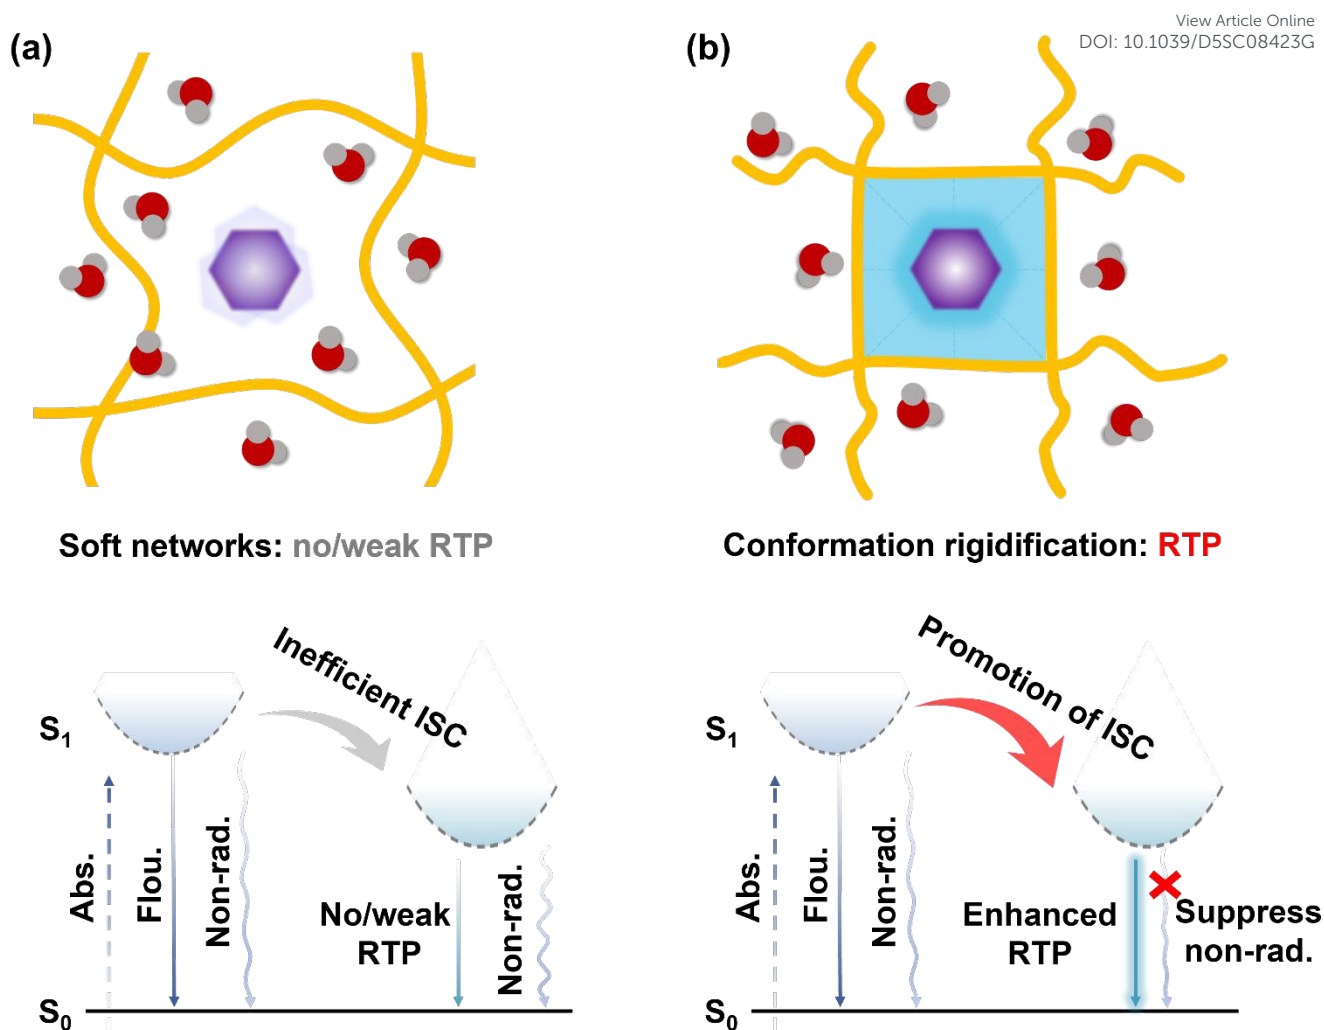 View Article Online
DOI: 10.1039/D5SC08423G
(a)
(b)
Soft networks: no/weak RTP
Conformation rigidification: RTP
Inefficient ISC
S1
Abs.
Flou.
Non-rad.
No/weak
RTP
Non-rad.
S0
Promotion of ISC
S1
Abs.
Flou.
Non-rad.
Enhanced
RTP
Suppress
non-rad.
S0